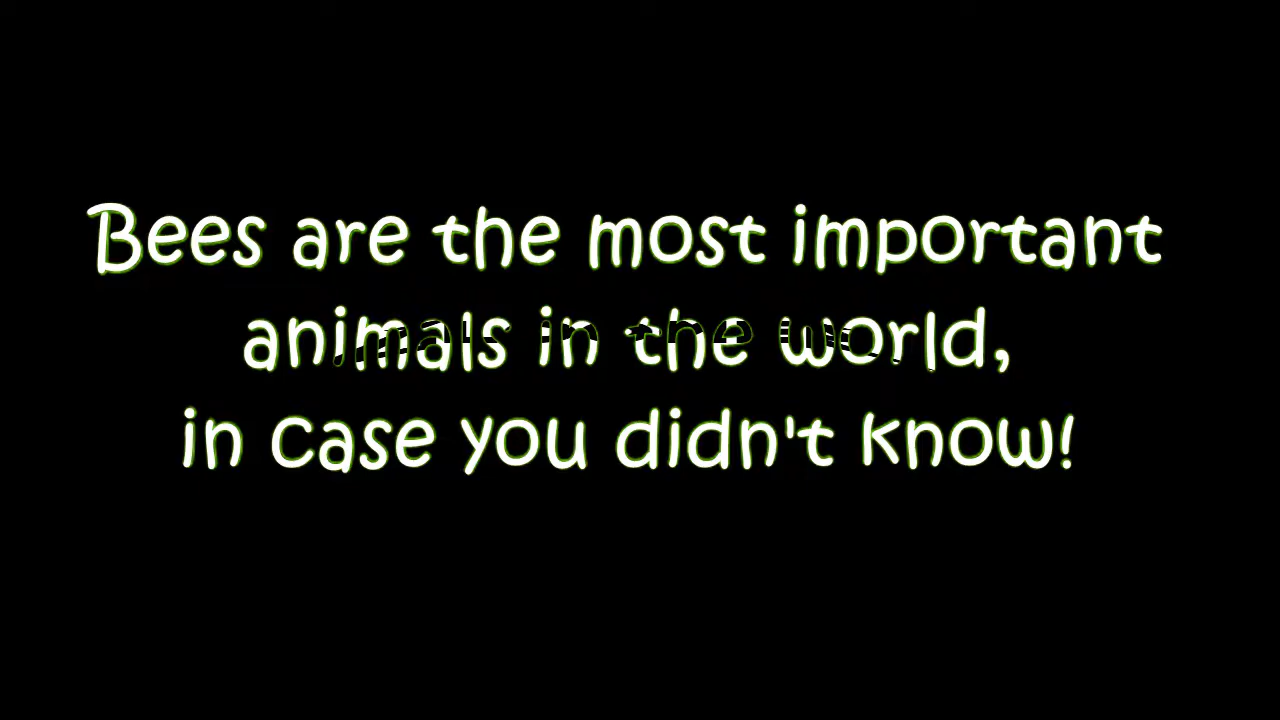 Bees are the most important
animals in the world,
in case you didn't know!